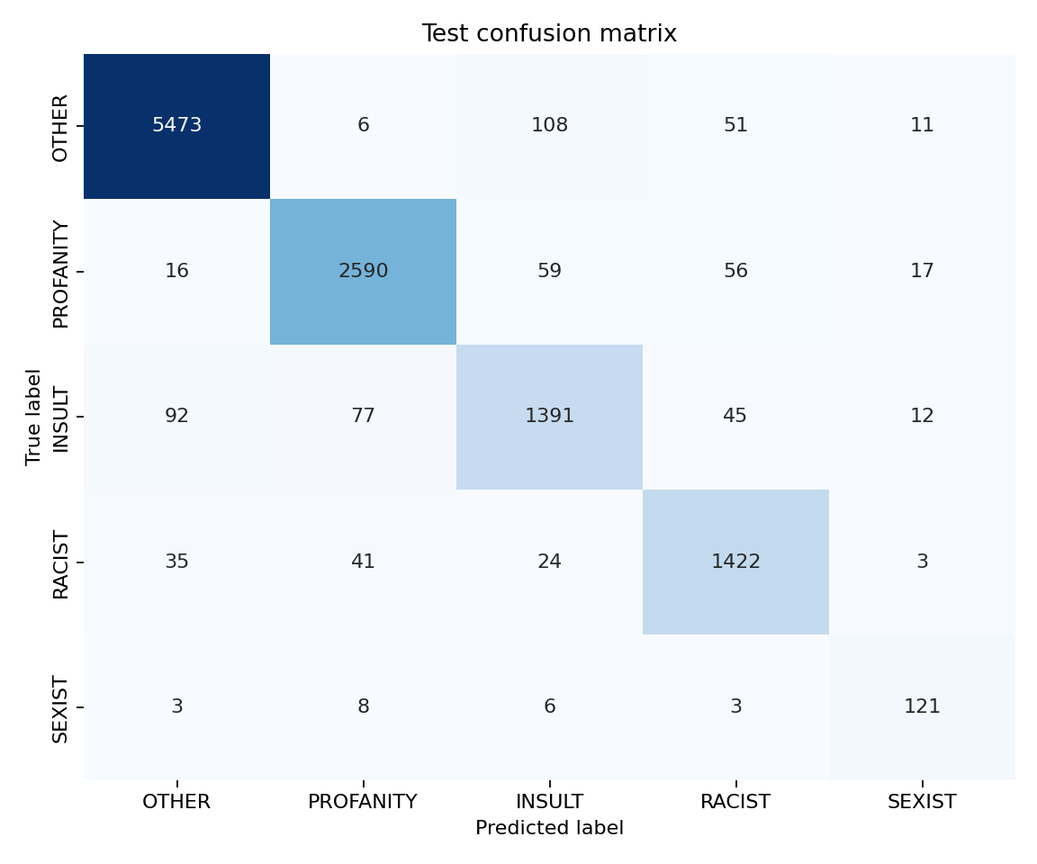 Test confusion matrix
OTHER 5473 6 108 51 11
PROFANITY 16 2590 59 56 17
INSULT 92 77 1391 45 12
RACIST 35 41 24 1422 3
SEXIST 3 8 6 3 121
True label
OTHER PROFANITY INSULT RACIST SEXIST
Predicted label